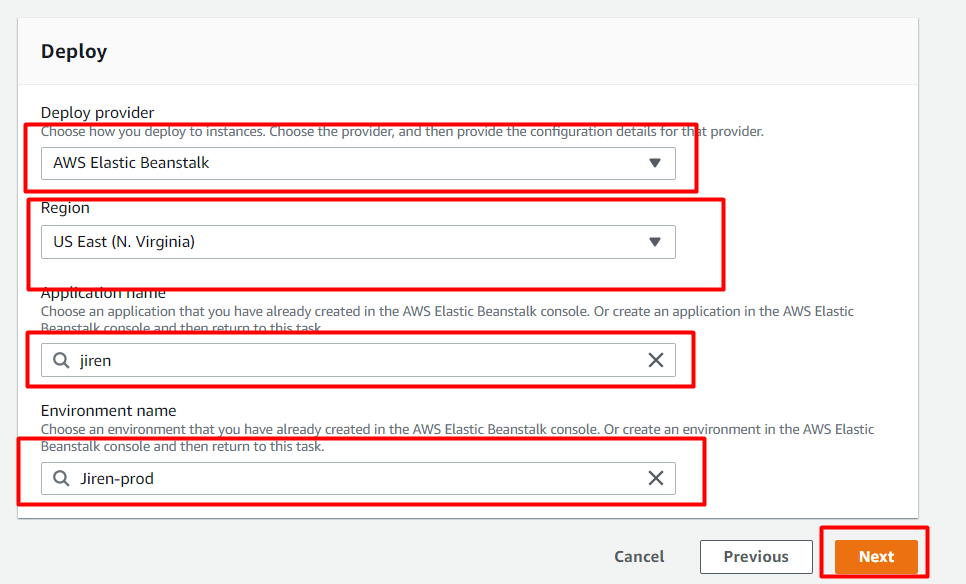 Deploy
Deploy provider
Choose how you deploy to instances. Choose the provider, and then provide the configuration details for that provider.
AWS Elastic Beanstalk
Region
US East (N. Virginia)
Application name
Choose an application that you have already created in the AWS Elastic Beanstalk console. Or create an application in the AWS Elastic
Beanstalk console and then return to this task.
jiren
Environment name
Choose an environment that you have already created in the AWS Elastic Beanstalk console. Or create an environment in the AWS Elastic
Beanstalk console and then return to this task.
Jiren-prod
Cancel
Previous
Next